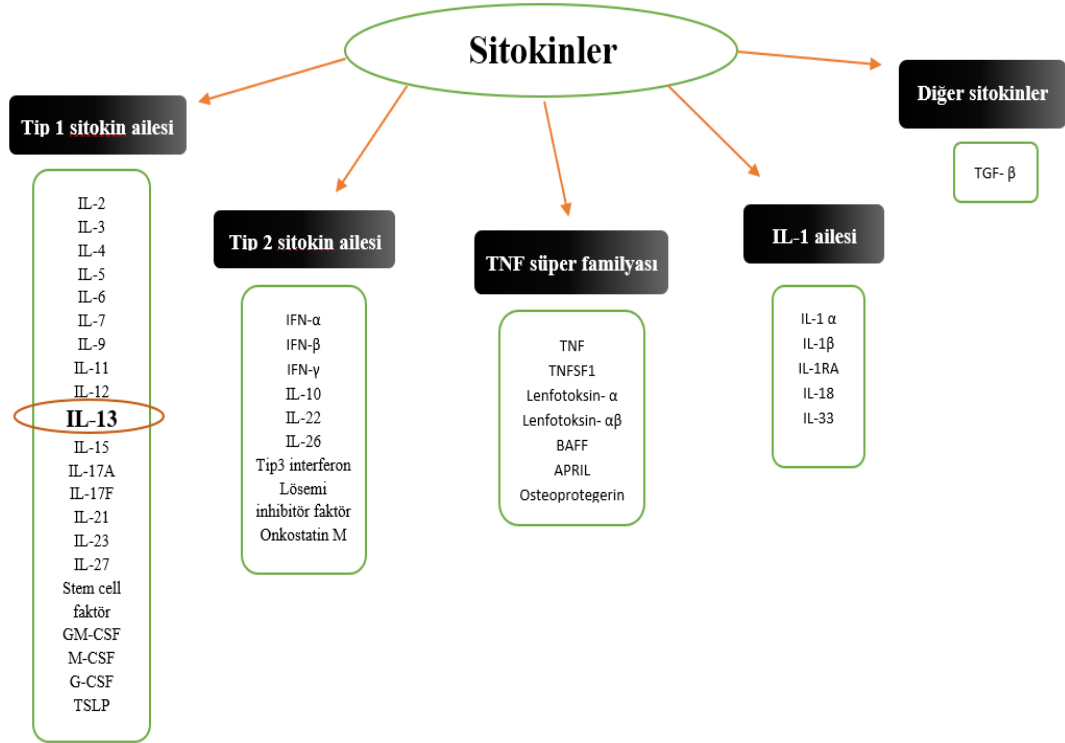 Sitokinler
Tip 1 sitokin ailesi
IL-2
IL-3
IL-4
IL-5
IL-6
IL-7
IL-9
IL-11
IL-12
IL-13
IL-15
IL-17A
IL-17F
IL-21
IL-23
IL-27
Stem cell
faktör
GM-CSF
M-CSF
G-CSF
TSLP
Tip 2 sitokin ailesi
IFN-α
IFN-β
IFN-γ
IL-10
IL-22
IL-26
Tip3 interferon
Lösemi
inhibitör faktör
Onkostatin M
TNF süper familyası
TNF
TNFSF1
Lenfotoksin- α
Lenfotoksin- αβ
BAFF
APRIL
Osteoprotegerin
IL-1 ailesi
IL-1 α
IL-1β
IL-1RA
IL-18
IL-33
Diğer sitokinler
TGF- β